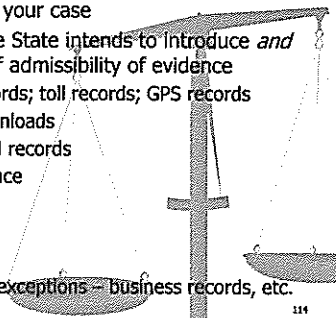 your case
e State intends to introduce and
f admissibility of evidence
ords; toll records; GPS records
nloads
l records
nce
exceptions – business records, etc.
114